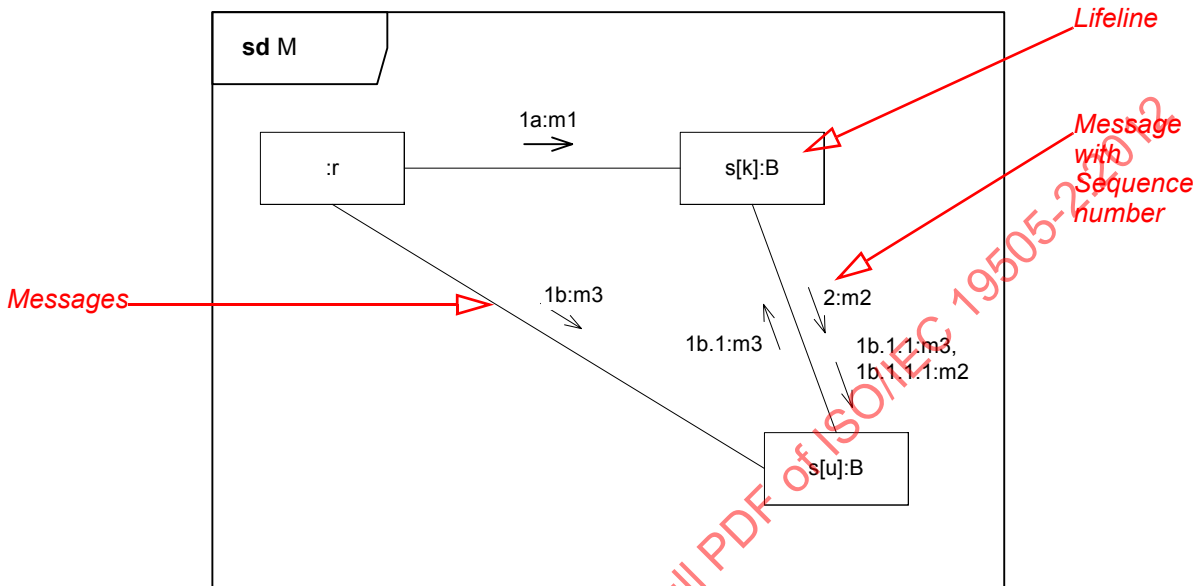 Lifeline
sd M
1a:m1
Message
with
Sequence
number
:r
s[k]:B
Messages
1b:m3
2:m2
1b.1:m3
1b.1.1:m3,
1b.1.1.1:m2
s[u]:B
full PDF of ISO/IEC 19505-2:2012